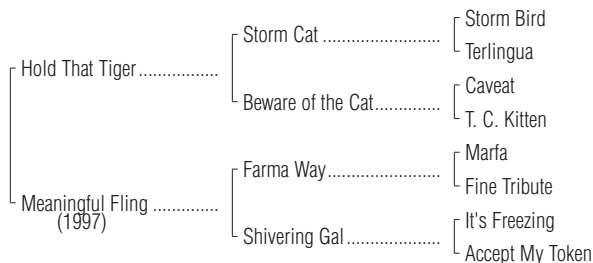 Storm Bird
Storm Cat ........................
Terlingua
Hold That Tiger ................
Caveat
Beware of the Cat ..............
T. C. Kitten
Marfa
Farma Way .......................
Fine Tribute
Meaningful Fling .............
(1997)
It's Freezing
Shivering Gal ...................
Accept My Token